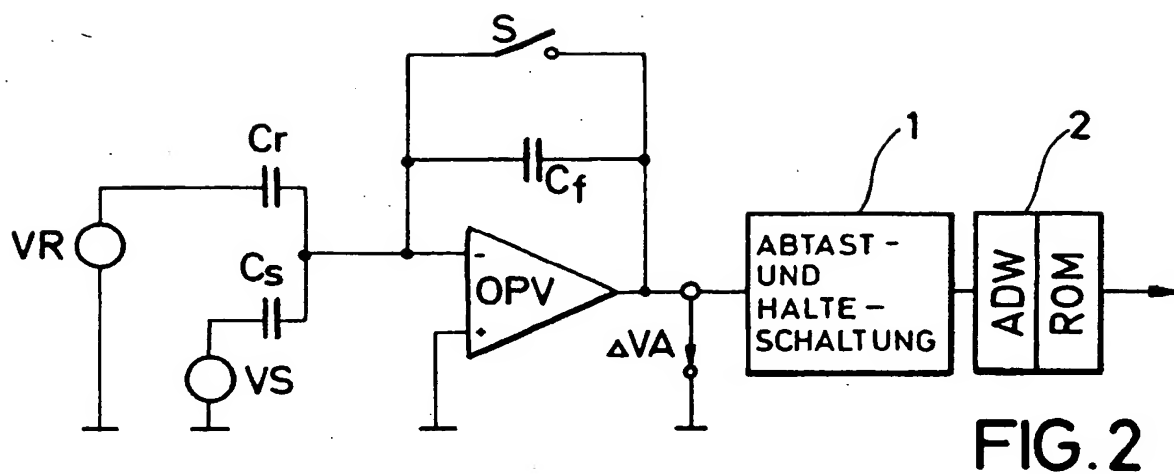 S
1
2
Cr
Cf
VR
Cs
-
OPV
+
VS
ΔVA
ABTAST-
UND
HALTE-
SCHALTUNG
ADW
ROM
FIG. 2